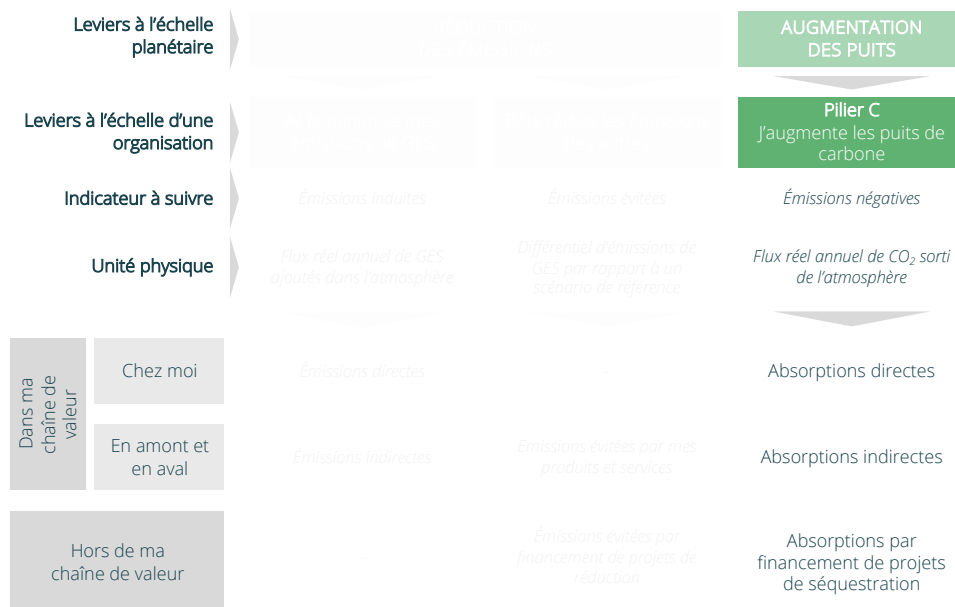 Leviers à l'échelle
planétaire
AUGMENTATION
DES PUITS
Leviers à l'échelle d'une
organisation
Pilier C
J'augmente les puits de
carbone
Indicateur à suivre
Émissions induites
Émissions évitées
Émissions négatives
Unité physique
Flux réel annuel de GES
ajoutés dans l'atmosphère
Différentiel d'émissions de
GES par rapport à un
scénario de référence
Flux réel annuel de CO₂ sorti
de l'atmosphère
Dans ma
chaîne de
valeur
Chez moi
Émissions directes
-
Absorptions directes
En amont et
en aval
Émissions indirectes
Emissions évitées par mes
produits et services
Absorptions indirectes
Hors de ma
chaîne de valeur
-
Emissions évitées par
financement de projets de
réduction
Absorptions par
financement de projets
de séquestration